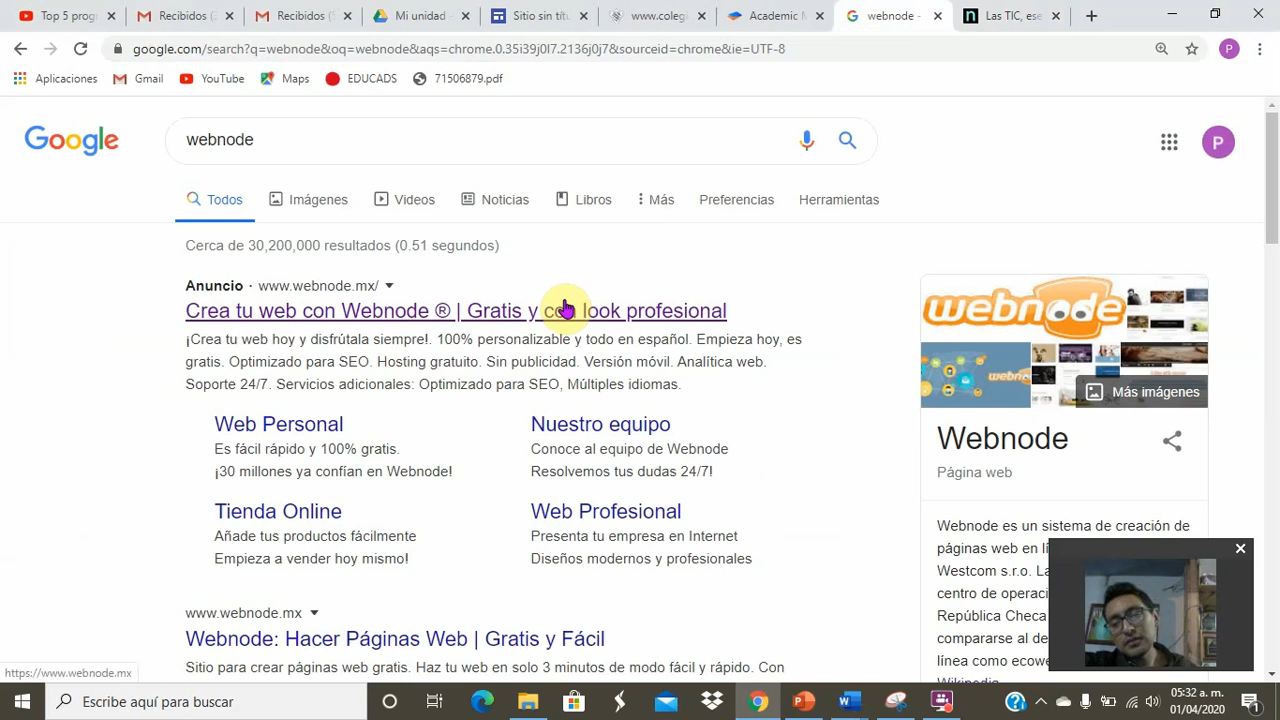 Top 5 prog
Recibidos (2
Recibidos (5
Mi unidad
Sitio sin títu
www.coleg
Academic M
webnode -
Las TIC, ese
google.com/search?q=webnode&oq=webnode&aqs=chrome.0.35i39j0l7.2136j0j7&sourceid=chrome&ie=UTF-8
P
Aplicaciones
Gmail
YouTube
Maps
EDUCADS
71506879.pdf
Google
webnode
P
Todos
Imágenes
Videos
Noticias
Libros
Más
Preferencias
Herramientas
Cerca de 30,200,000 resultados (0.51 segundos)
Anuncio · www.webnode.mx/
Crea tu web con Webnode ® | Gratis y con look profesional
¡Crea tu web hoy y disfrútala siempre!. 100% personalizable y todo en español. Empieza hoy, es
gratis. Optimizado para SEO. Hosting gratuito. Sin publicidad. Versión móvil. Analítica web.
Soporte 24/7. Servicios adicionales: Optimizado para SEO, Múltiples idiomas.
Web Personal
Es fácil rápido y 100% gratis.
¡30 millones ya confían en Webnode!
Nuestro equipo
Conoce al equipo de Webnode
Resolvemos tus dudas 24/7!
Tienda Online
Añade tus productos fácilmente
Empieza a vender hoy mismo!
Web Profesional
Presenta tu empresa en Internet
Diseños modernos y profesionales
www.webnode.mx
Webnode: Hacer Páginas Web | Gratis y Fácil
Sitio para crear páginas web gratis. Haz tu web en solo 3 minutos de modo fácil y rápido. Con
webnode
Más imágenes
Webnode
Página web
Webnode es un sistema de creación de
páginas web en lí
Westcom s.r.o. La
centro de operaci
República Checa
compararse al de
línea como ecowe
Wikipedia
https://www.webnode.mx
Escribe aquí para buscar
05:32 a. m.
01/04/2020
1